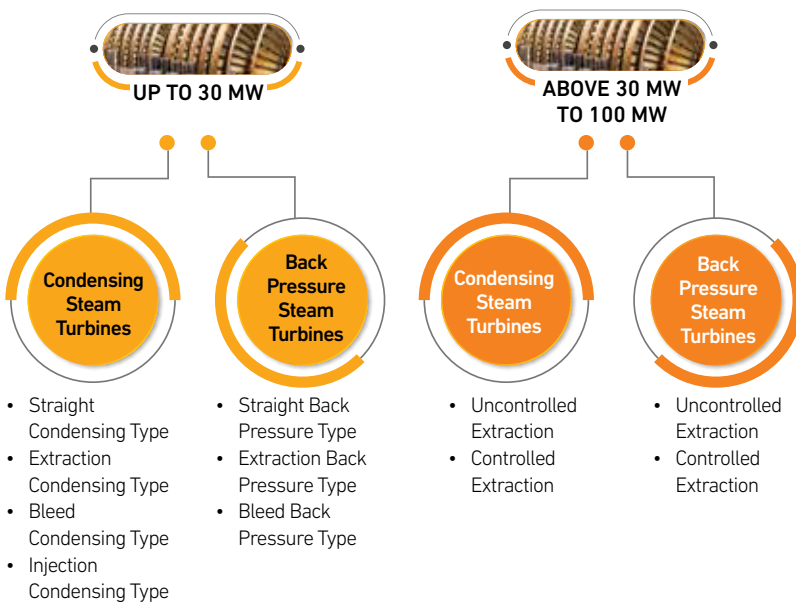 UP TO 30 MW
Condensing
Steam
Turbines
• Straight
Condensing Type
• Extraction
Condensing Type
• Bleed
Condensing Type
• Injection
Condensing Type
Back
Pressure
Steam
Turbines
• Straight Back
Pressure Type
• Extraction Back
Pressure Type
• Bleed Back
Pressure Type
ABOVE 30 MW
TO 100 MW
Condensing
Steam
Turbines
• Uncontrolled
Extraction
• Controlled
Extraction
Back
Pressure
Steam
Turbines
• Uncontrolled
Extraction
• Controlled
Extraction